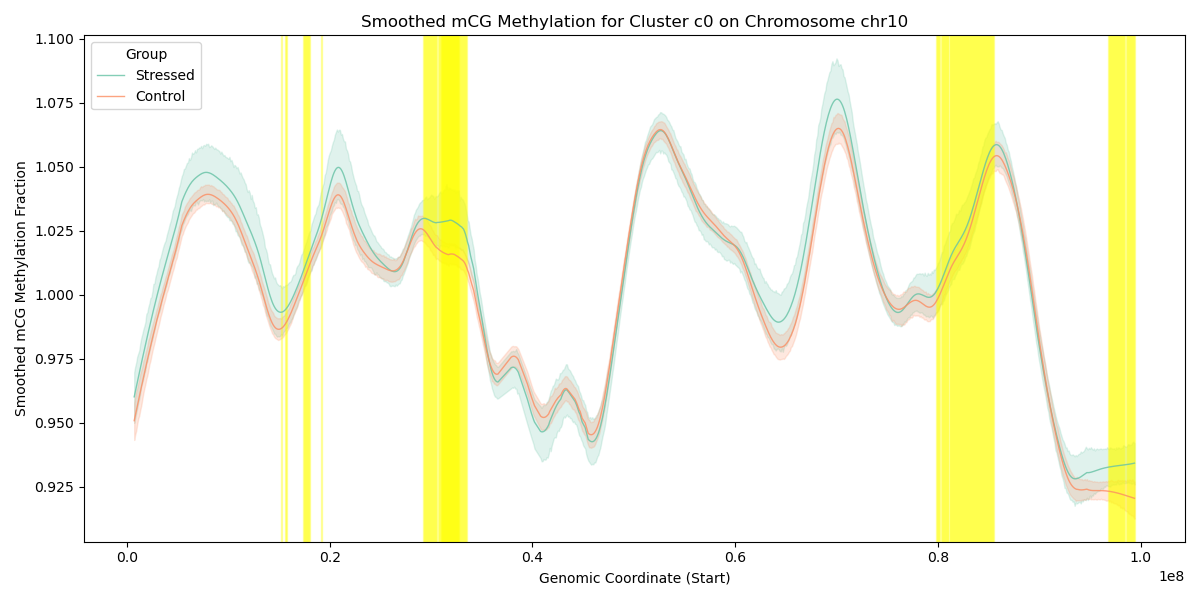 Smoothed mCG Methylation for Cluster c0 on Chromosome chr10
Smoothed mCG Methylation Fraction
1.100
1.075
1.050
1.025
1.000
0.975
0.950
0.925
Group
Stressed
Control
0.0
0.2
0.4
0.6
0.8
1.0
1e8
Genomic Coordinate (Start)